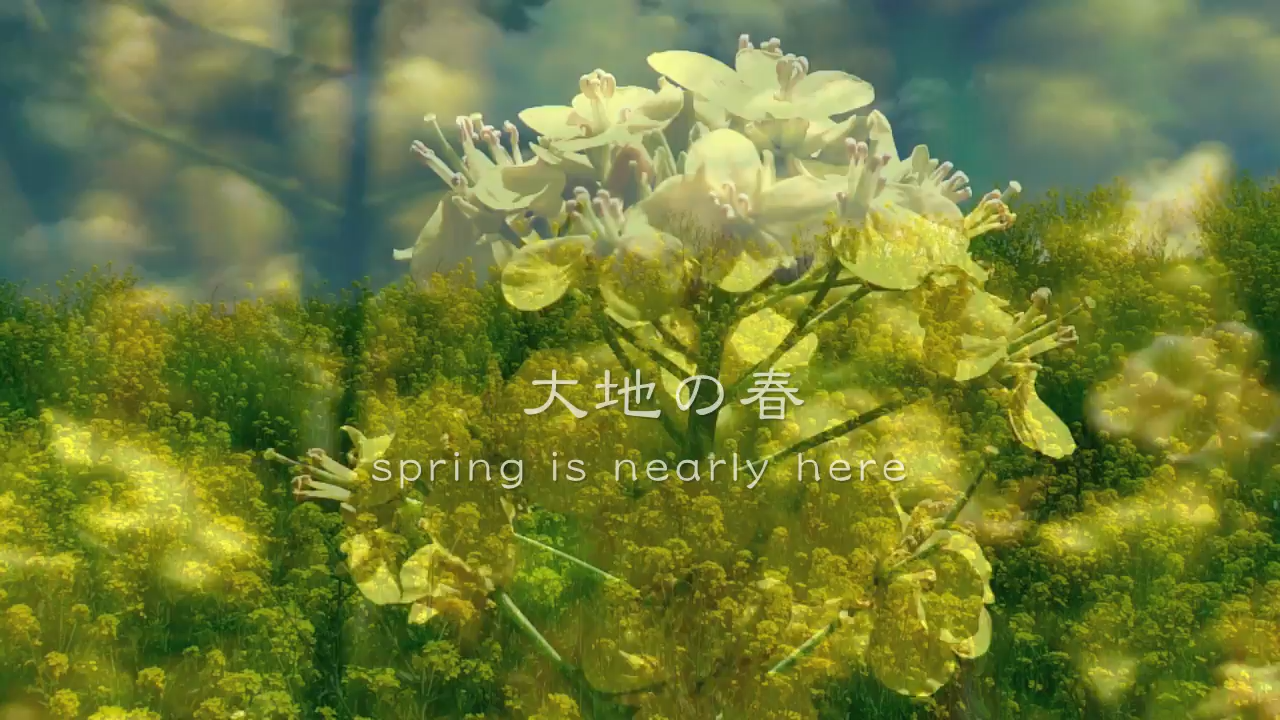 大地の春
spring is nearly here